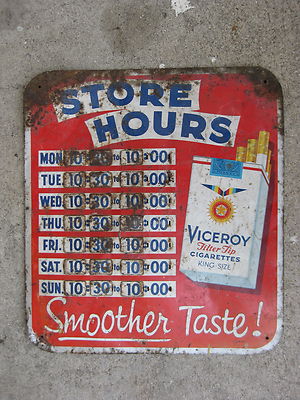 STORE
HOURS
MON. 10-30 to 10-00
TUE. 10-30 to 10-00
WED. 10-30 to 10-00
THU. 10-30 to 10-00
FRI. 10-30 to 10-00
SAT. 10-30 to 10-00
SUN. 10-30 to 10-00
VICEROY
Filter Tip
CIGARETTES
KING-SIZE
Smoother Taste!